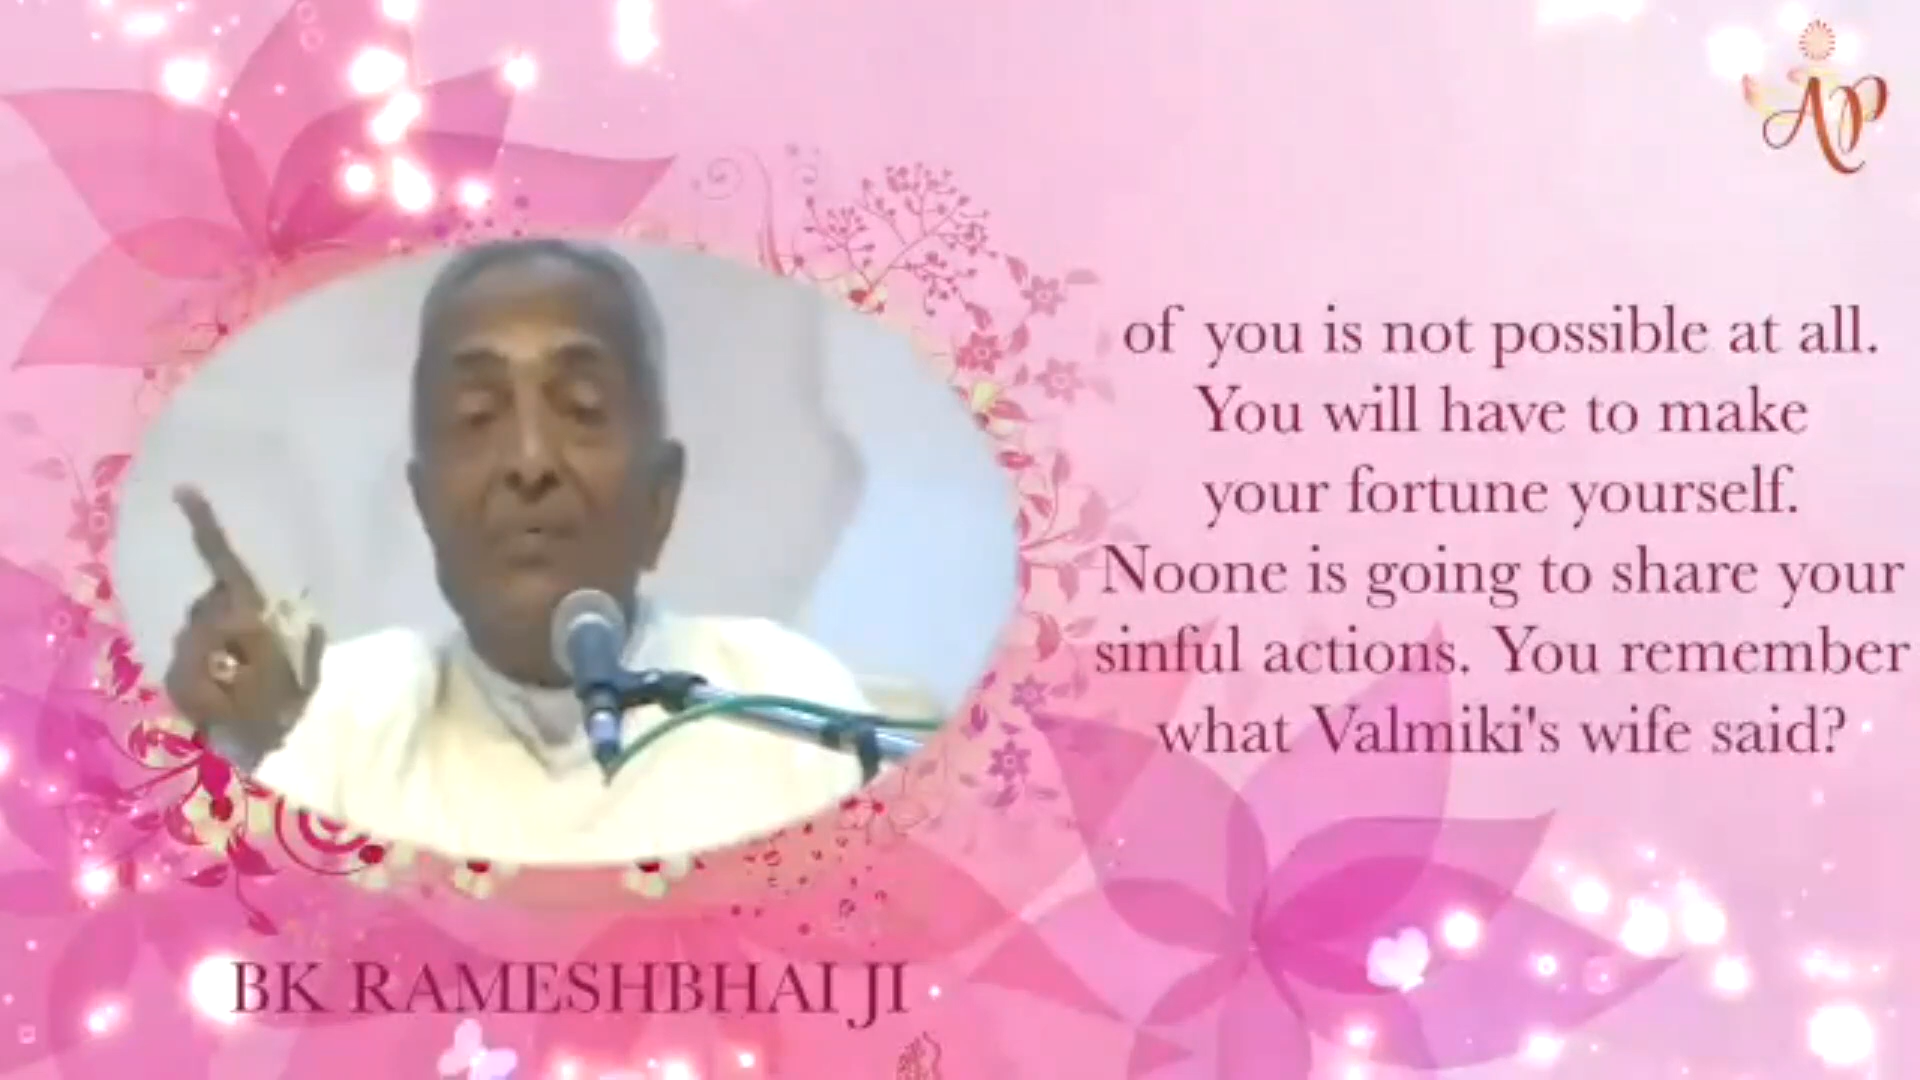 AP
of you is not possible at all.
You will have to make
your fortune yourself.
Noone is going to share your
sinful actions. You remember
what Valmiki's wife said?
BK RAMESHBHAI JI